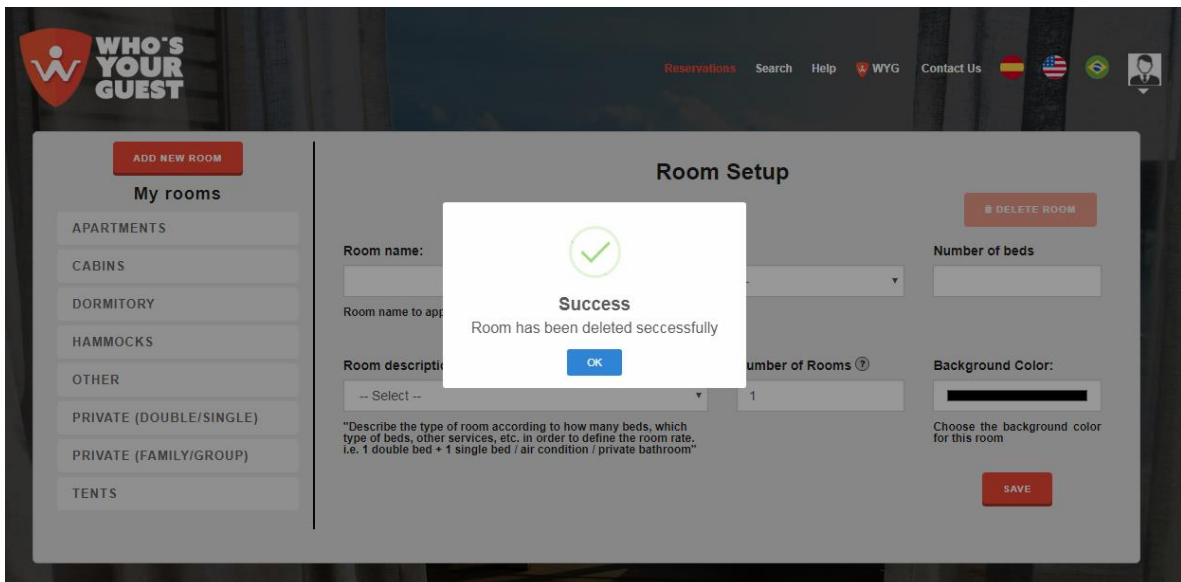 WHO'S
YOUR
GUEST
Reservations Search Help WYG Contact Us
ADD NEW ROOM
My rooms
APARTMENTS
CABINS
DORMITORY
HAMMOCKS
OTHER
PRIVATE (DOUBLE/SINGLE)
PRIVATE (FAMILY/GROUP)
TENTS
Room Setup
DELETE ROOM
Room name:
Number of beds
Room name to app
Success
Room has been deleted seccessfully
OK
Room descripti
umber of Rooms ?
Background Color:
-- Select --
1
"Describe the type of room according to how many beds, which
type of beds, other services, etc. in order to define the room rate.
i.e. 1 double bed + 1 single bed / air condition / private bathroom"
Choose the background color
for this room
SAVE